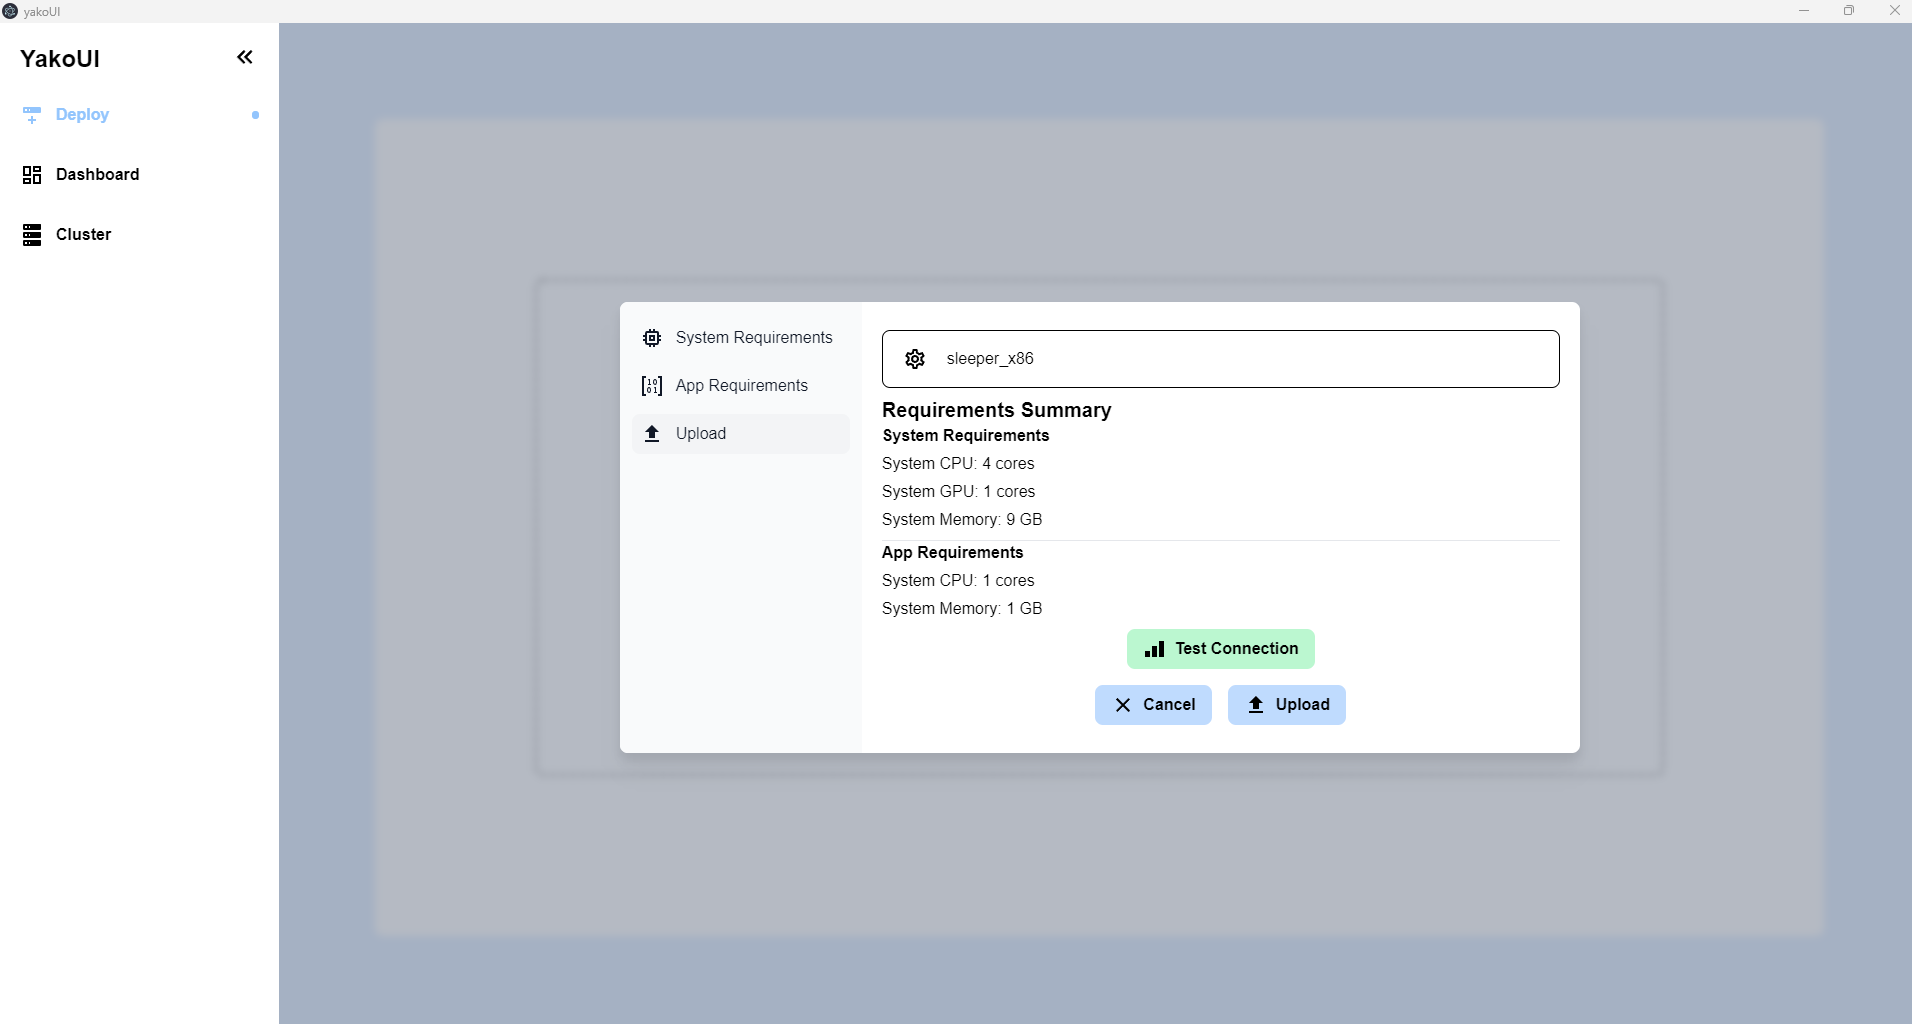 yakoUI
YakoUI
Deploy
Dashboard
Cluster
System Requirements
App Requirements
Upload
sleeper_x86
Requirements Summary
System Requirements
System CPU: 4 cores
System GPU: 1 cores
System Memory: 9 GB
App Requirements
System CPU: 1 cores
System Memory: 1 GB
Test Connection
Cancel
Upload